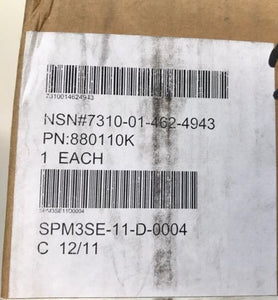 7310014624943
NSN#7310-01-462-4943
PN:880110K
1 EACH
SPM3SE11D0004
SPM3SE-11-D-0004
C 12/11